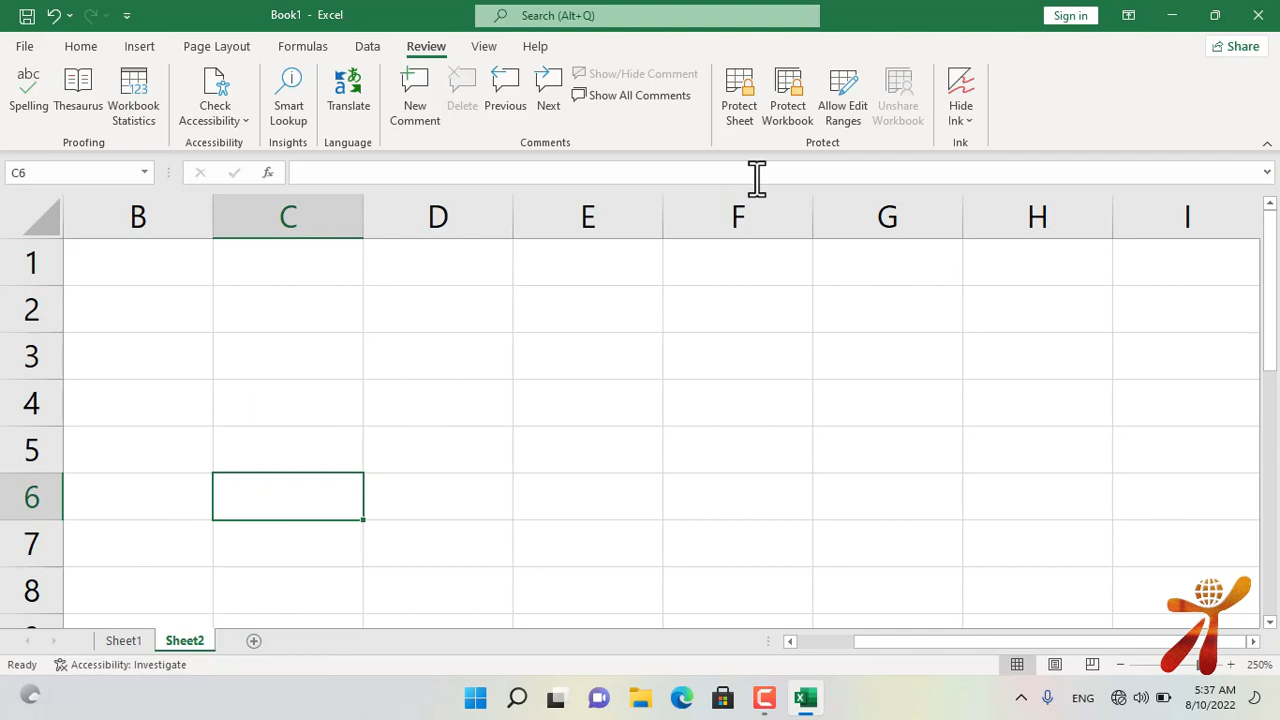 Book1 - Excel
Search (Alt+Q)
Sign in
File Home Insert Page Layout Formulas Data Review View Help
Share
abc
123
Spelling Thesaurus Workbook Statistics
Check Accessibility
Smart Lookup
Translate
New Comment
Delete
Previous
Next
Show/Hide Comment
Show All Comments
Protect Sheet
Protect Workbook
Allow Edit Ranges
Unshare Workbook
Hide Ink
Proofing Accessibility Insights Language Comments Protect Ink
C6
fx
B C D E F G H I
1
2
3
4
5
6
7
8
Sheet1 Sheet2
Ready Accessibility: Investigate
250%
ENG
5:37 AM
8/10/2022